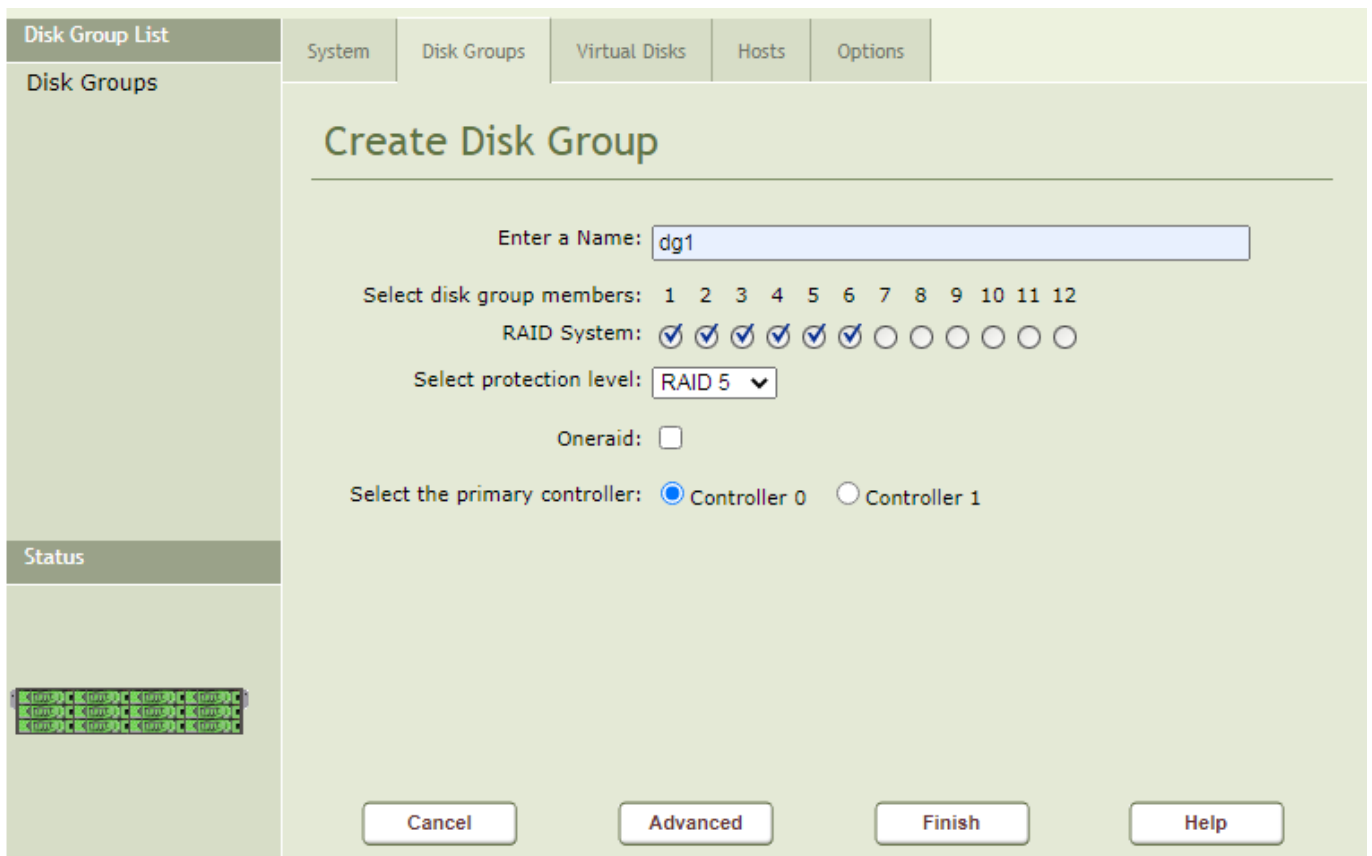 Disk Group List
Disk Groups
System Disk Groups Virtual Disks Hosts Options
Create Disk Group
Enter a Name: dg1
Select disk group members: 1 2 3 4 5 6 7 8 9 10 11 12
RAID System:
Select protection level: RAID 5
Oneraid:
Select the primary controller: Controller 0 Controller 1
Status
Cancel Advanced Finish Help